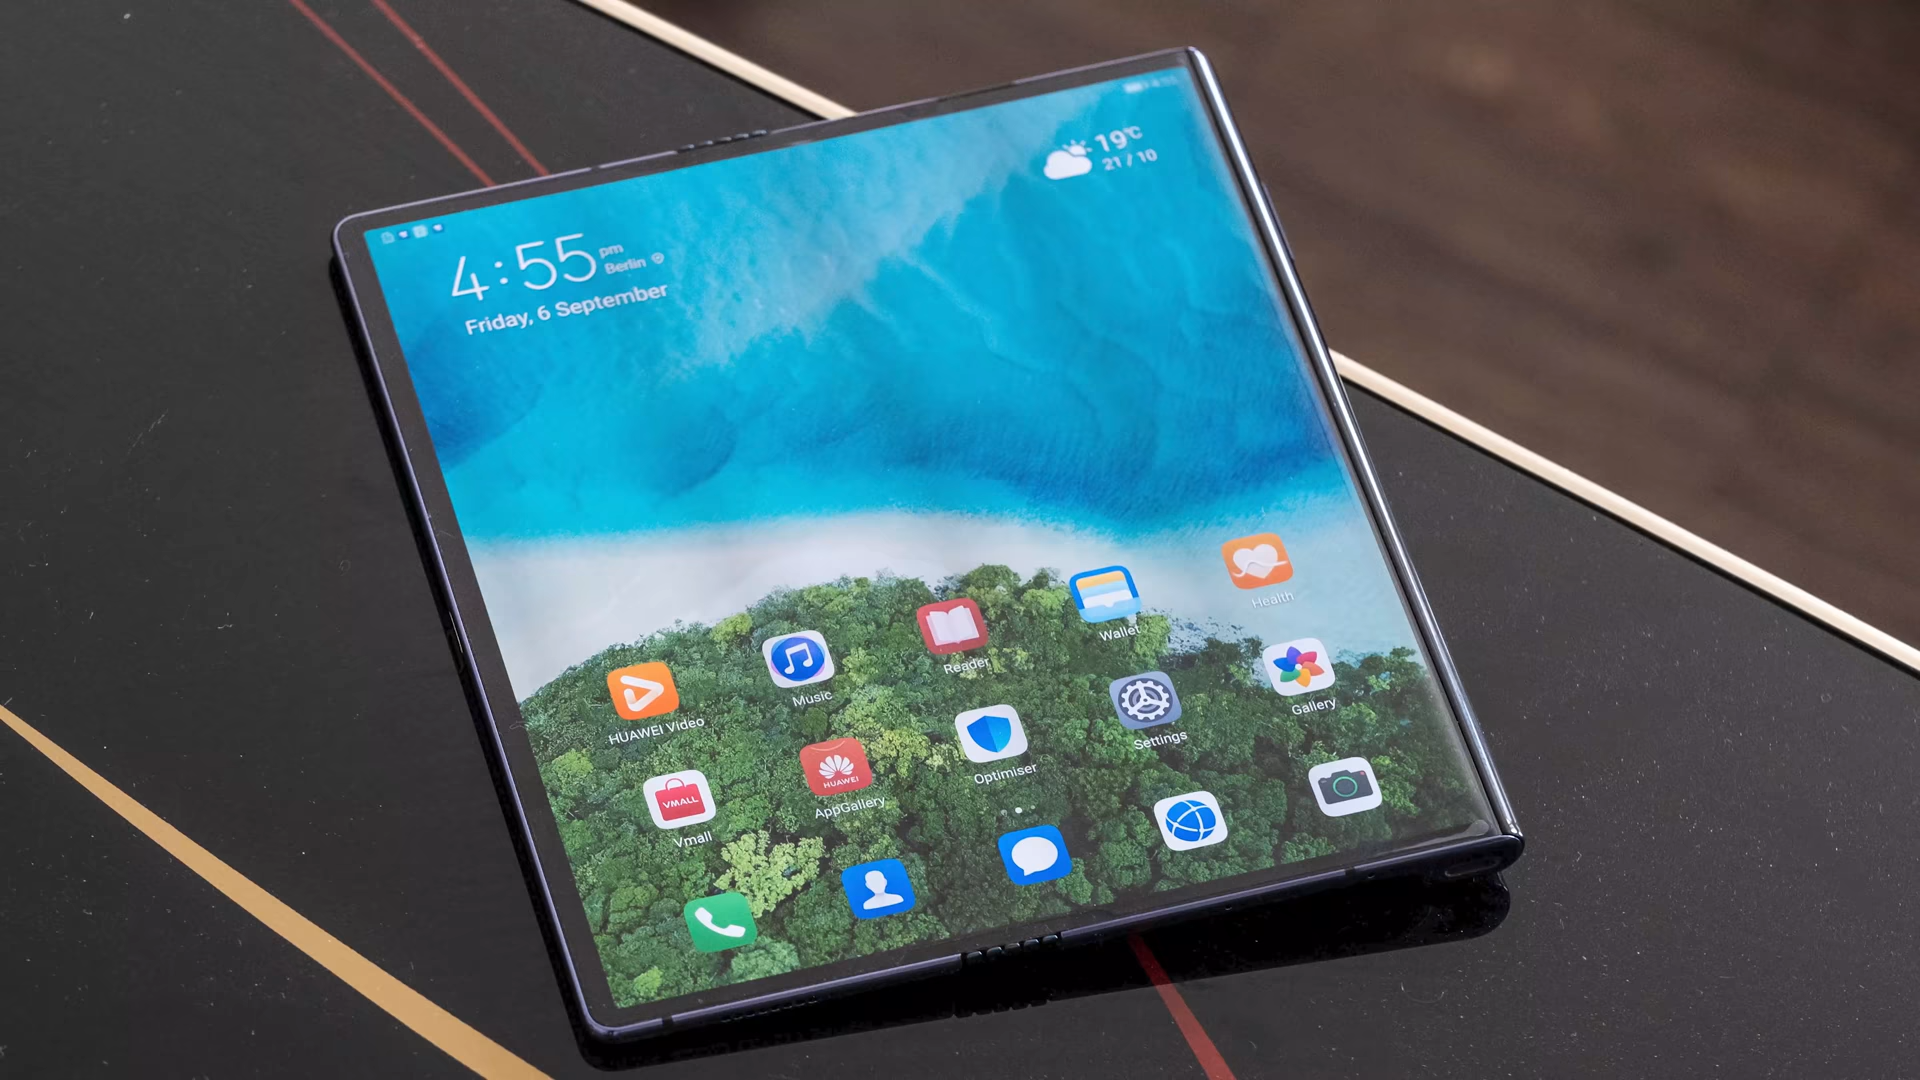 4:55 pm
Berlin
Friday, 6 September
19°C
21 / 10
Health
Wallet
Reader
Music
HUAWEI Video
Gallery
Settings
Optimiser
HUAWEI
AppGallery
VMALL
Vmall